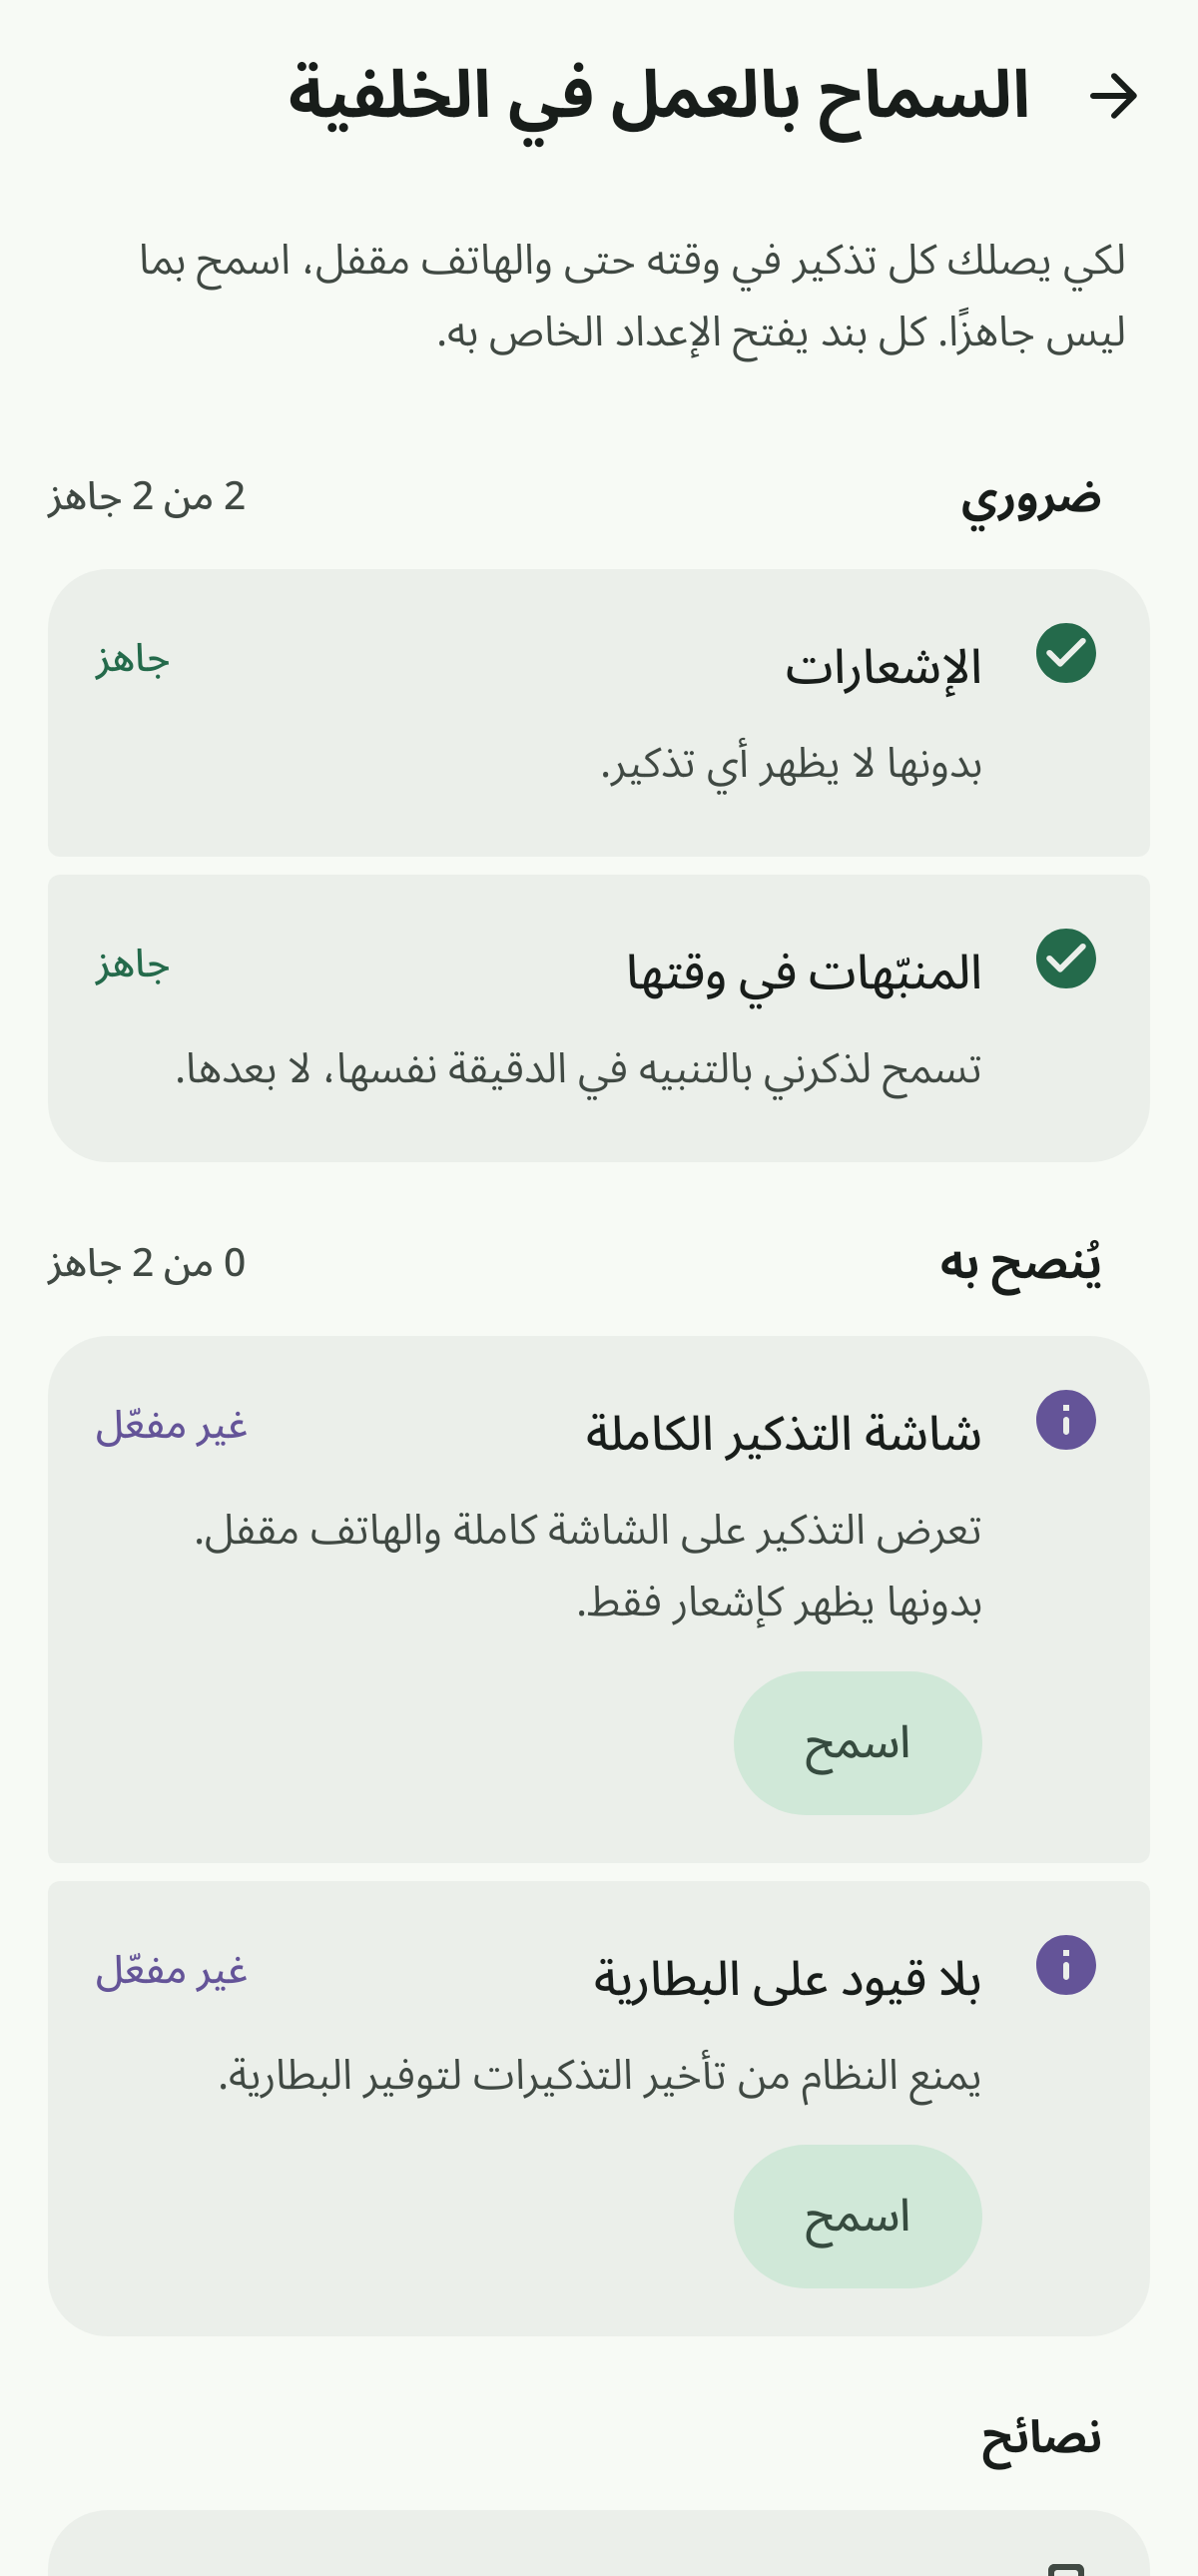 السماح بالعمل في الخلفية
لكي يصلك كل تذكير في وقته حتى والهاتف مقفل، اسمح بما
ليس جاهزًا. كل بند يفتح الإعداد الخاص به.
ضروري
2 من 2 جاهز
الإشعارات
جاهز
بدونها لا يظهر أي تذكير.
المنبّهات في وقتها
جاهز
تسمح لذكرني بالتنبيه في الدقيقة نفسها، لا بعدها.
يُنصح به
0 من 2 جاهز
شاشة التذكير الكاملة
غير مفعّل
تعرض التذكير على الشاشة كاملة والهاتف مقفل.
بدونها يظهر كإشعار فقط.
اسمح
بلا قيود على البطارية
غير مفعّل
يمنع النظام من تأخير التذكيرات لتوفير البطارية.
اسمح
نصائح